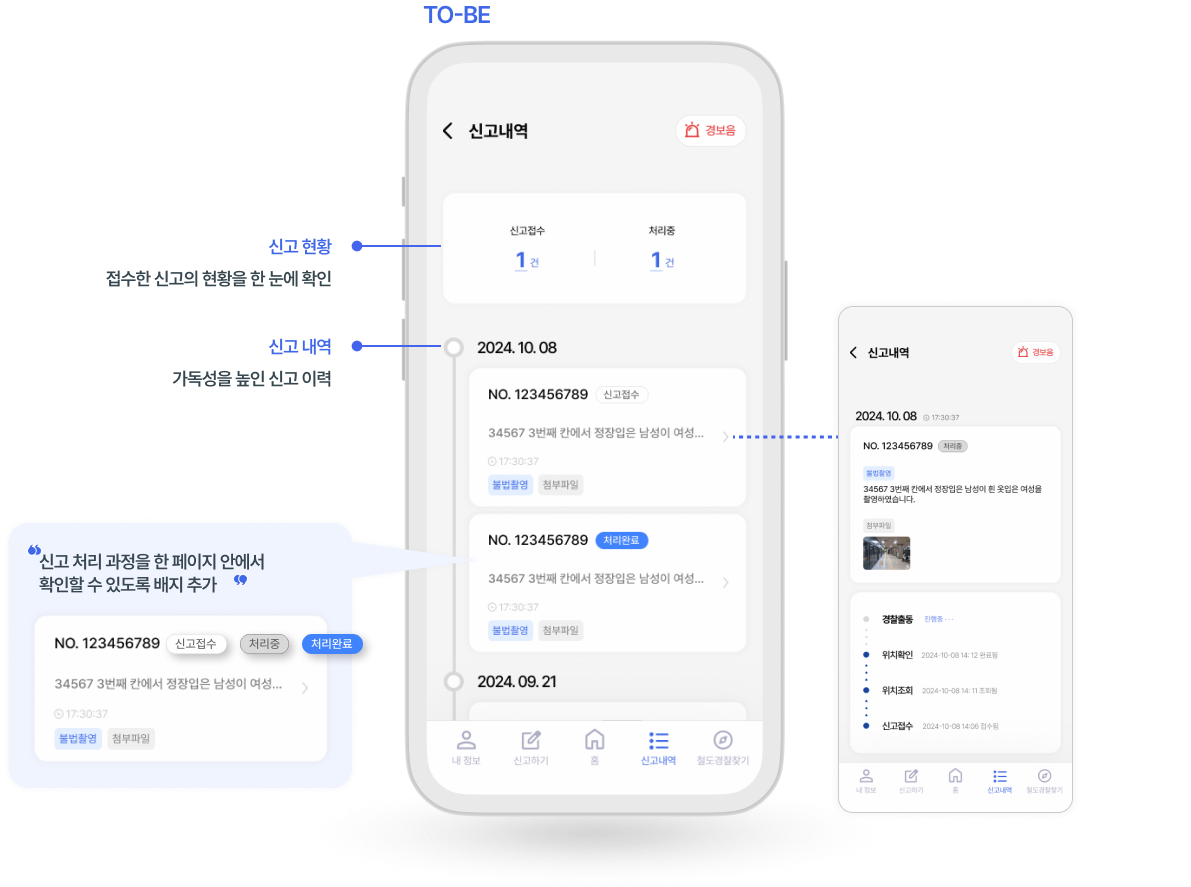 TO-BE
신고내역
경보음
신고접수
처리중
1 건
1 건
신고 현황
접수한 신고의 현황을 한 눈에 확인
신고 내역
가독성을 높인 신고 이력
2024. 10. 08
NO. 123456789 신고접수
34567 3번째 칸에서 정장입은 남성이 여성...
17:30:37
불법촬영 첨부파일
NO. 123456789 처리완료
34567 3번째 칸에서 정장입은 남성이 여성...
17:30:37
불법촬영 첨부파일
2024. 09. 21
내 정보 신고하기 홈 신고내역 철도경찰찾기
신고 처리 과정을 한 페이지 안에서
확인할 수 있도록 배지 추가
NO. 123456789 신고접수 처리중 처리완료
34567 3번째 칸에서 정장입은 남성이 여성...
17:30:37
불법촬영 첨부파일
신고내역
경보음
2024. 10. 08 17:30:37
NO. 123456789 처리중
불법촬영
34567 3번째 칸에서 정장입은 남성이 흰 옷입은 여성을
촬영하였습니다.
첨부파일
경찰출동 진행중 ···
위치확인 2024-10-08 14: 12 완료됨
위치조회 2024-10-08 14: 11 조회됨
신고접수 2024-10-08 14:06 접수됨
내 정보 신고하기 홈 신고내역 철도경찰찾기